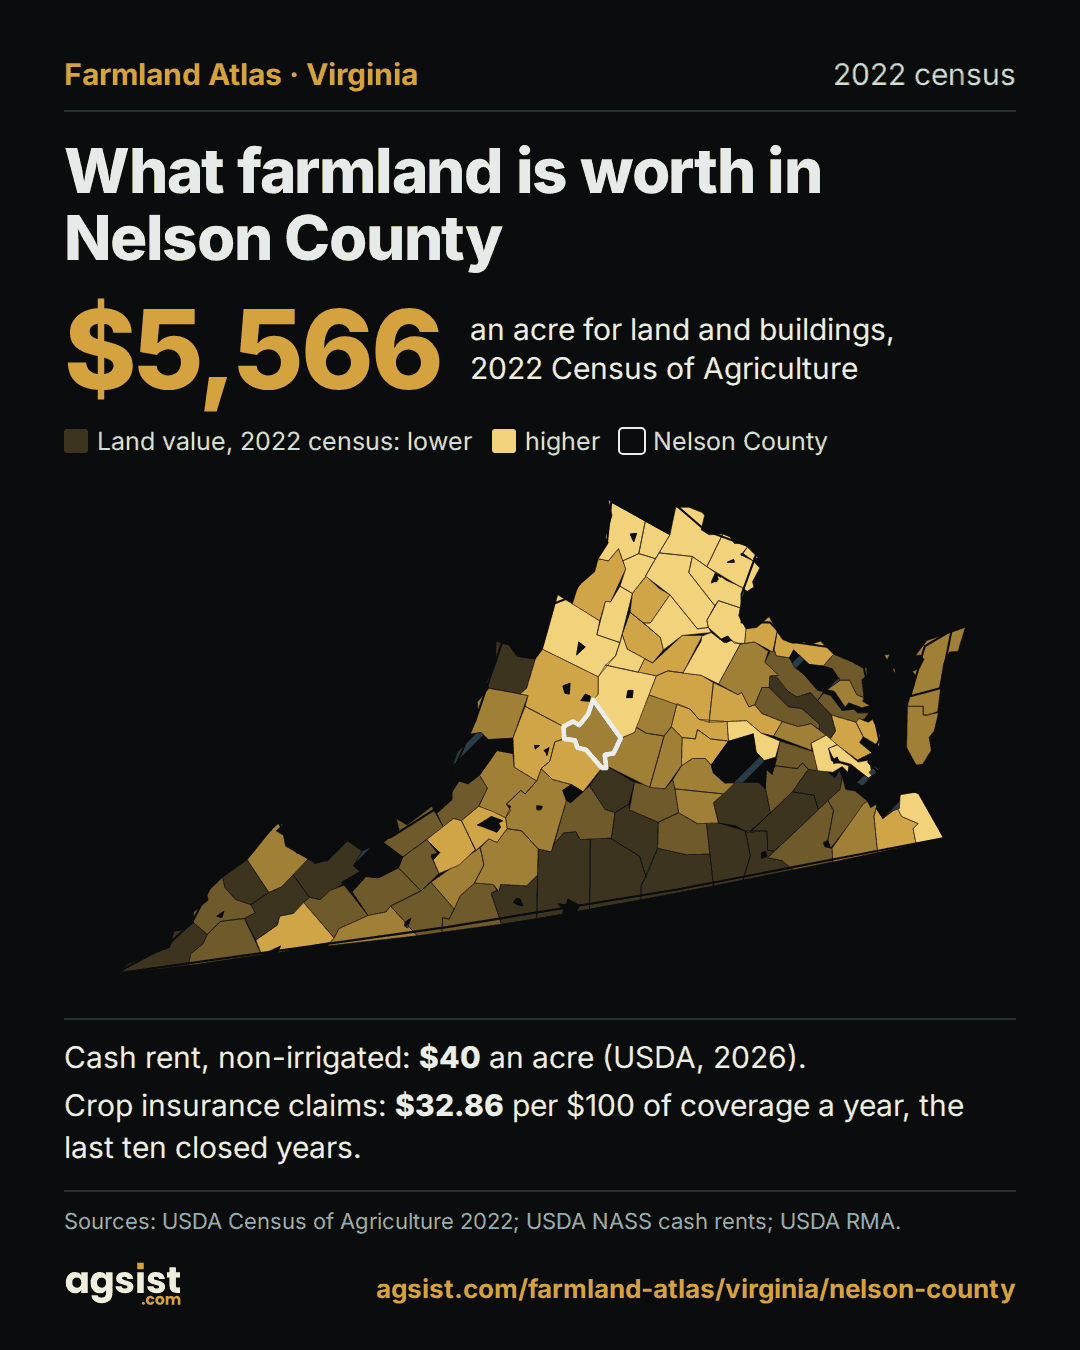 Farmland Atlas · Virginia
2022 census
What farmland is worth in
Nelson County
$5,566
an acre for land and buildings,
2022 Census of Agriculture
Land value, 2022 census: lower
higher
Nelson County
Cash rent, non-irrigated: $40 an acre (USDA, 2026).
Crop insurance claims: $32.86 per $100 of coverage a year, the
last ten closed years.
Sources: USDA Census of Agriculture 2022; USDA NASS cash rents; USDA RMA.
agsist
.com
agsist.com/farmland-atlas/virginia/nelson-county